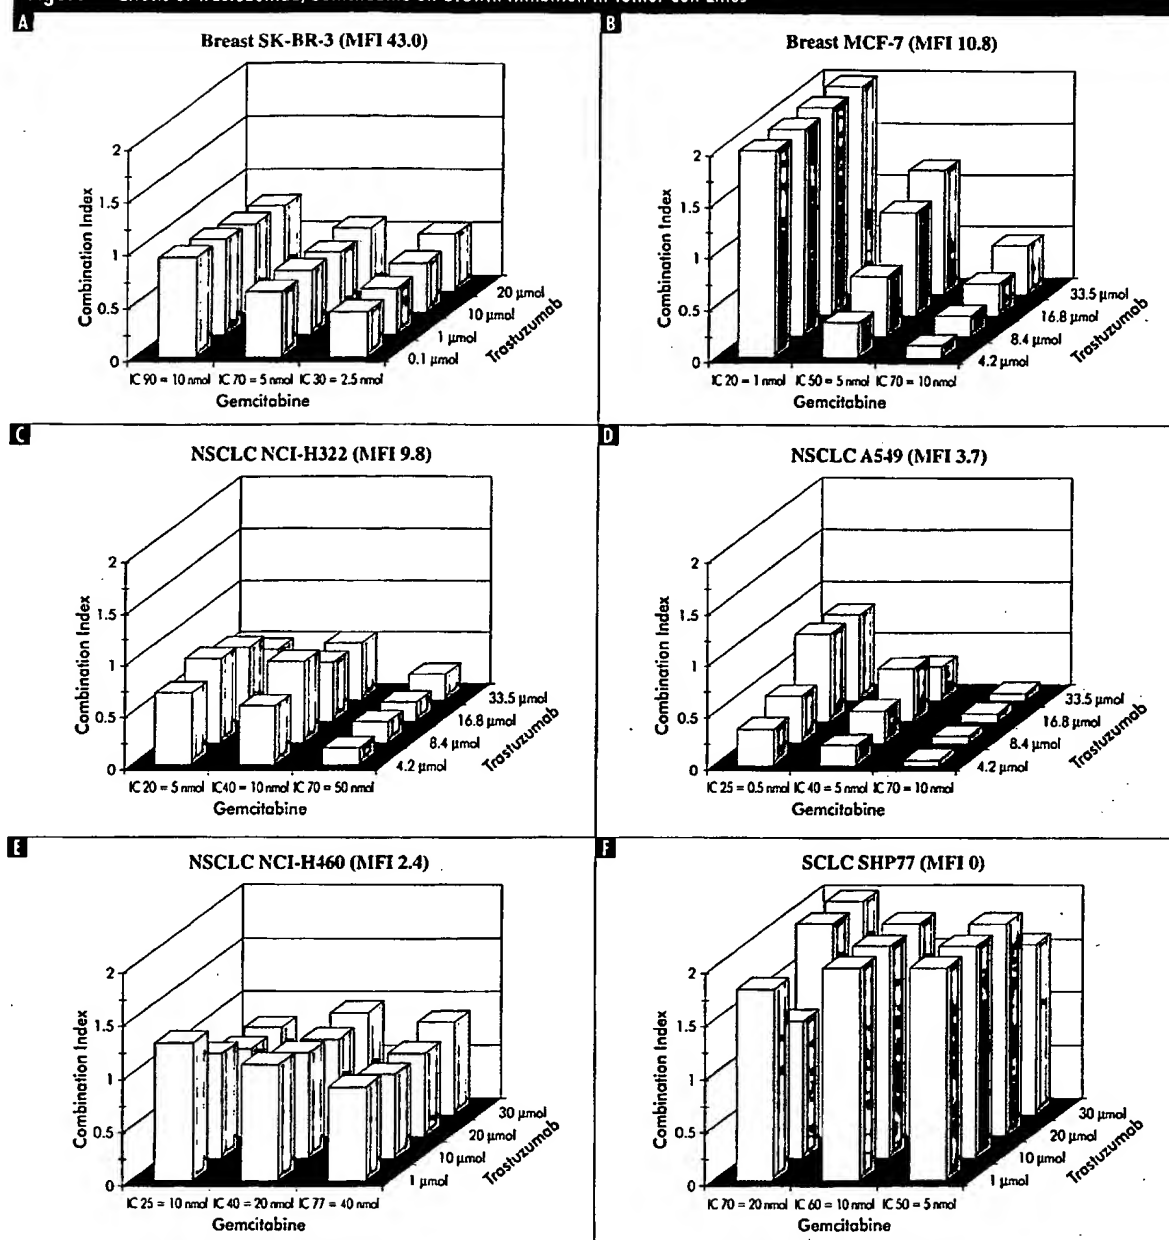 A
Breast SK-BR-3 (MFI 43.0)
Combination Index
2
1.5
1
0.5
0
20 µmol
10 µmol
1 µmol
0.1 µmol
Trastuzumab
IC 90 = 10 nmol IC 70 = 5 nmol IC 30 = 2.5 nmol
Gemcitabine
B
Breast MCF-7 (MFI 10.8)
Combination Index
2
1.5
1
0.5
0
33.5 µmol
16.8 µmol
8.4 µmol
4.2 µmol
Trastuzumab
IC 20 = 1 nmol IC 50 = 5 nmol IC 70 = 10 nmol
Gemcitabine
C
NSCLC NCI-H322 (MFI 9.8)
Combination Index
2
1.5
1
0.5
0
33.5 µmol
16.8 µmol
8.4 µmol
4.2 µmol
Trastuzumab
IC 20 = 5 nmol IC40 = 10 nmol IC 70 = 50 nmol
Gemcitabine
D
NSCLC A549 (MFI 3.7)
Combination Index
2
1.5
1
0.5
0
33.5 µmol
16.8 µmol
8.4 µmol
4.2 µmol
Trastuzumab
IC 25 = 0.5 nmol IC 40 = 5 nmol IC 70 = 10 nmol
Gemcitabine
E
NSCLC NCI-H460 (MFI 2.4)
Combination Index
2
1.5
1
0.5
0
30 µmol
20 µmol
10 µmol
1 µmol
Trastuzumab
IC 25 = 10 nmol IC 40 = 20 nmol IC 77 = 40 nmol
Gemcitabine
F
SCLC SHP77 (MFI 0)
Combination Index
2
1.5
1
0.5
0
30 µmol
20 µmol
10 µmol
1 µmol
Trastuzumab
IC 70 = 20 nmol IC 60 = 10 nmol IC 50 = 5 nmol
Gemcitabine